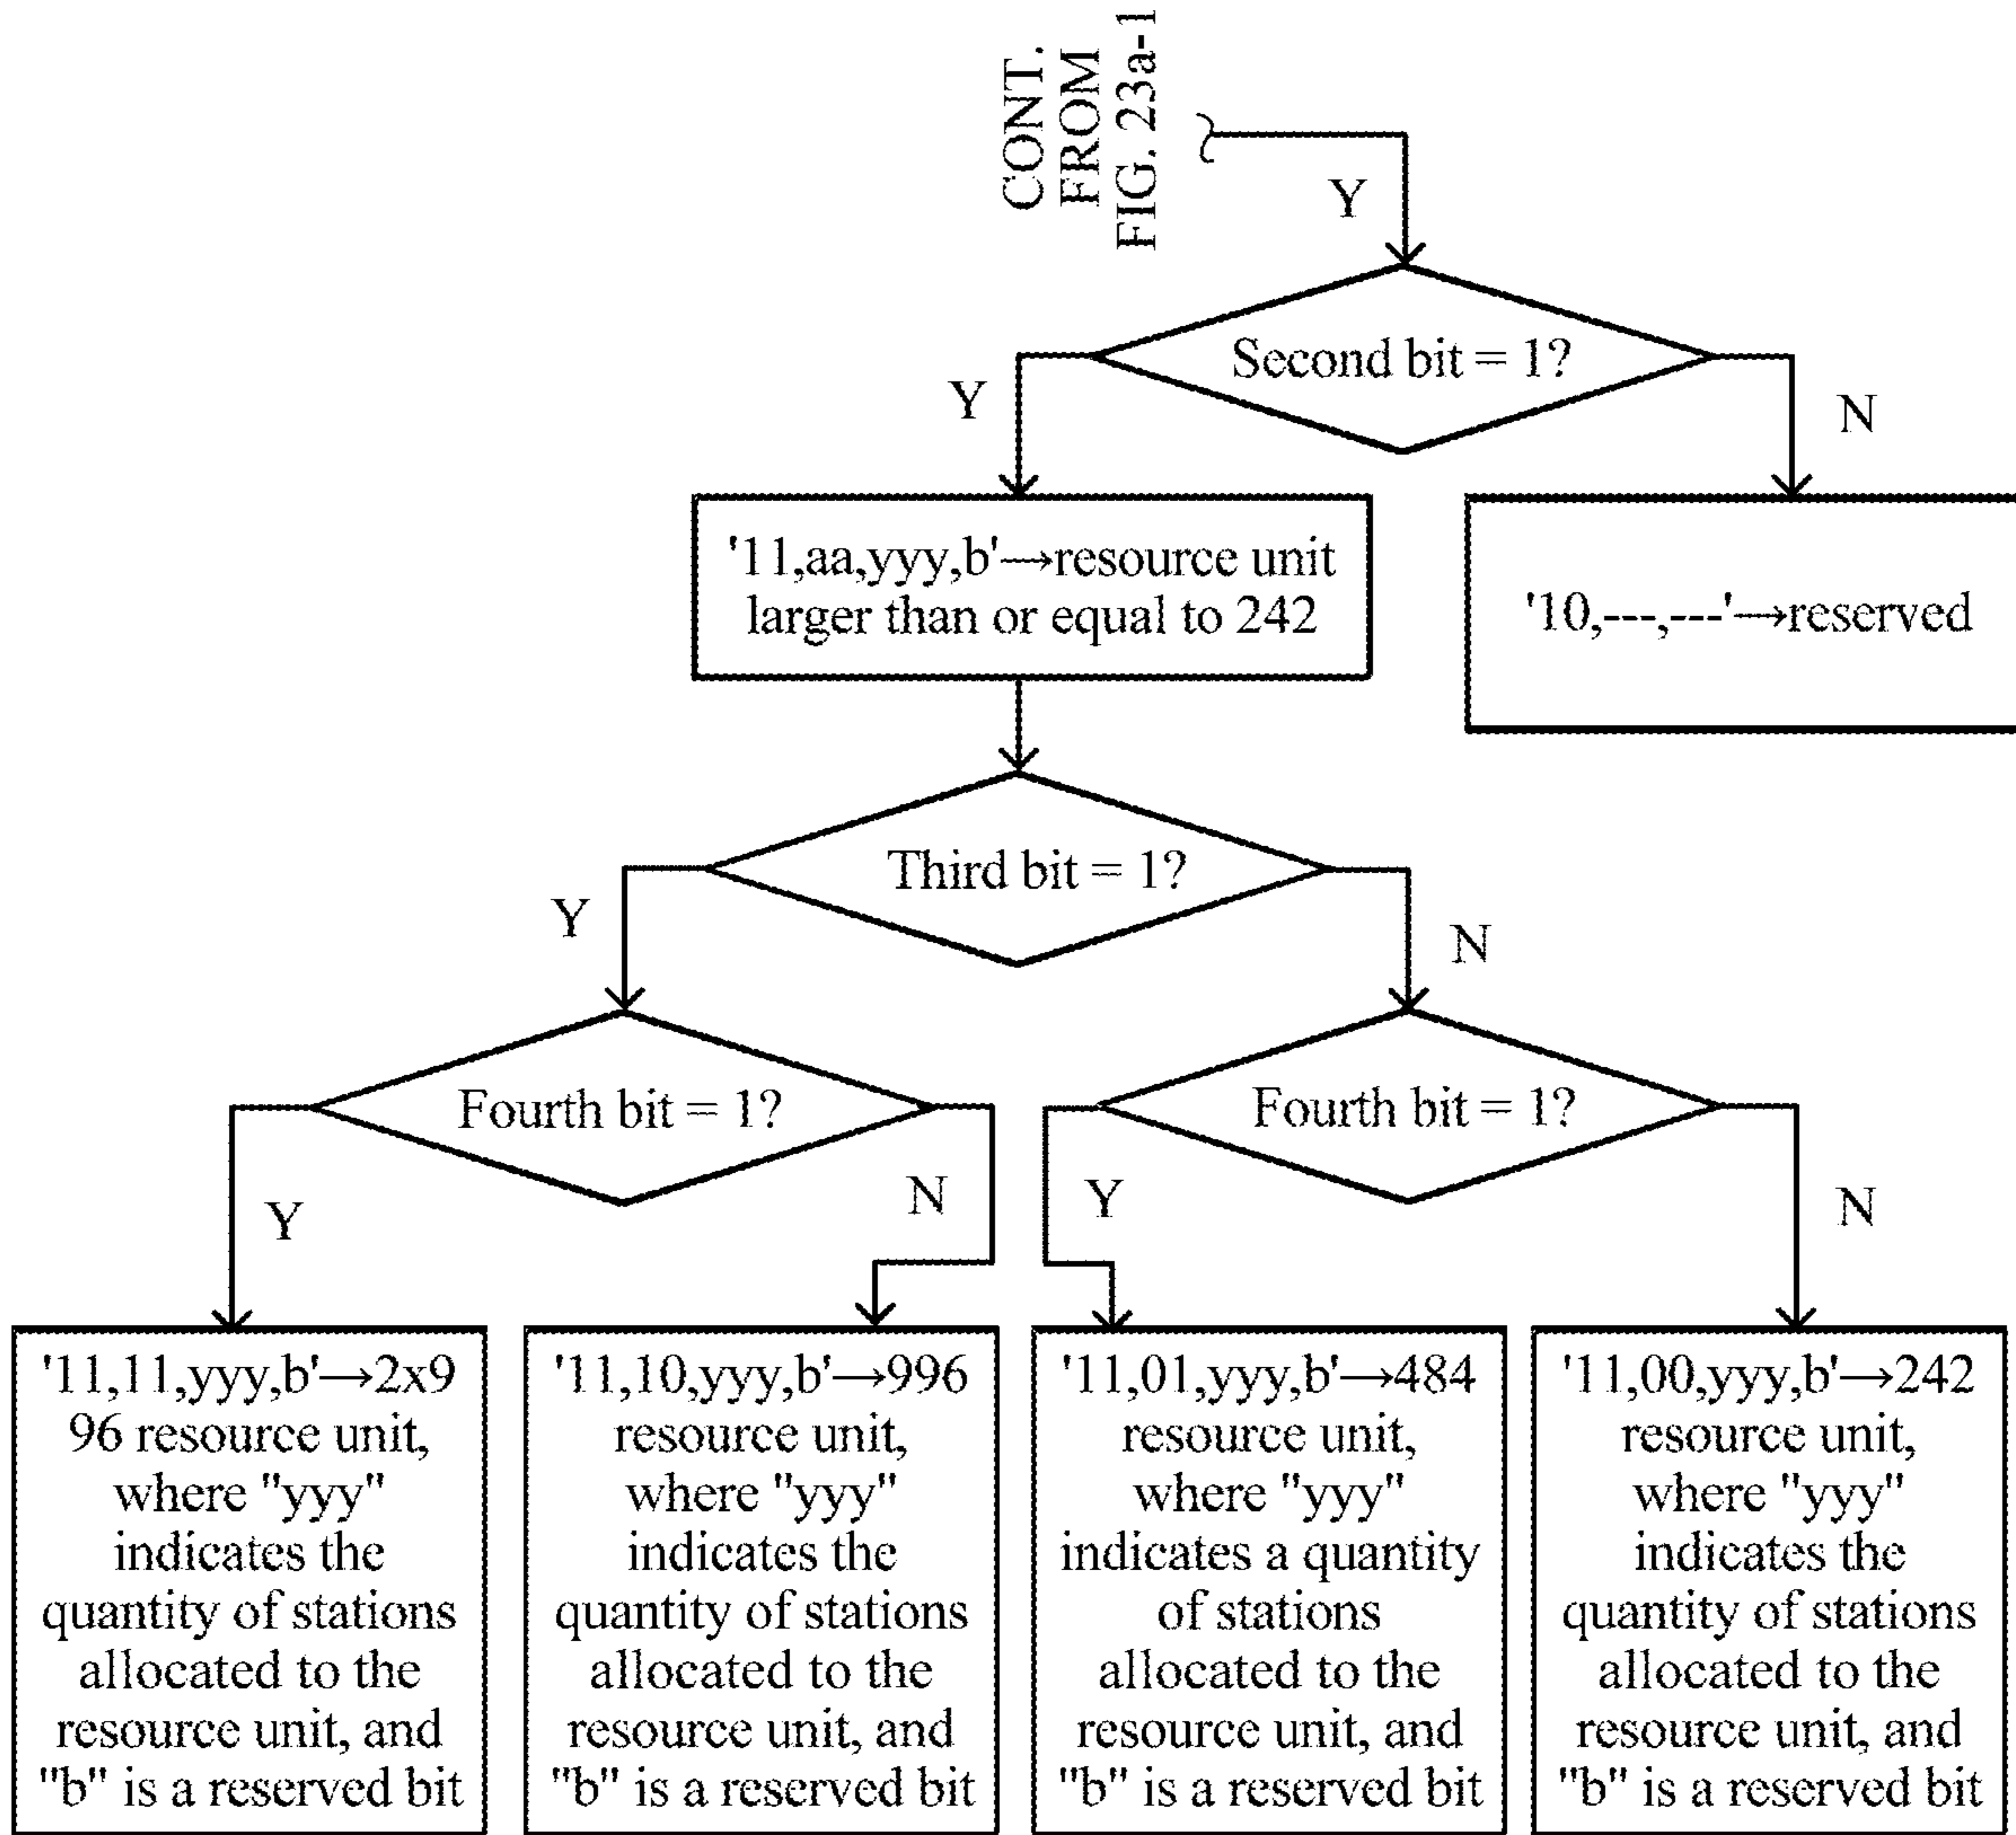 CONT.
FROM
FIG. 23a-1
Y
Second bit = 1?
Y
N
'11,aa,yyy,b'→resource unit
larger than or equal to 242
'10,---,---'→reserved
Third bit = 1?
Y
N
Fourth bit = 1?
Fourth bit = 1?
Y
N
Y
N
'11,11,yyy,b'→2x9
96 resource unit,
where "yyy"
indicates the
quantity of stations
allocated to the
resource unit, and
"b" is a reserved bit
'11,10,yyy,b'→996
resource unit,
where "yyy"
indicates the
quantity of stations
allocated to the
resource unit, and
"b" is a reserved bit
'11,01,yyy,b'→484
resource unit,
where "yyy"
indicates a quantity
of stations
allocated to the
resource unit, and
"b" is a reserved bit
'11,00,yyy,b'→242
resource unit,
where "yyy"
indicates the
quantity of stations
allocated to the
resource unit, and
"b" is a reserved bit